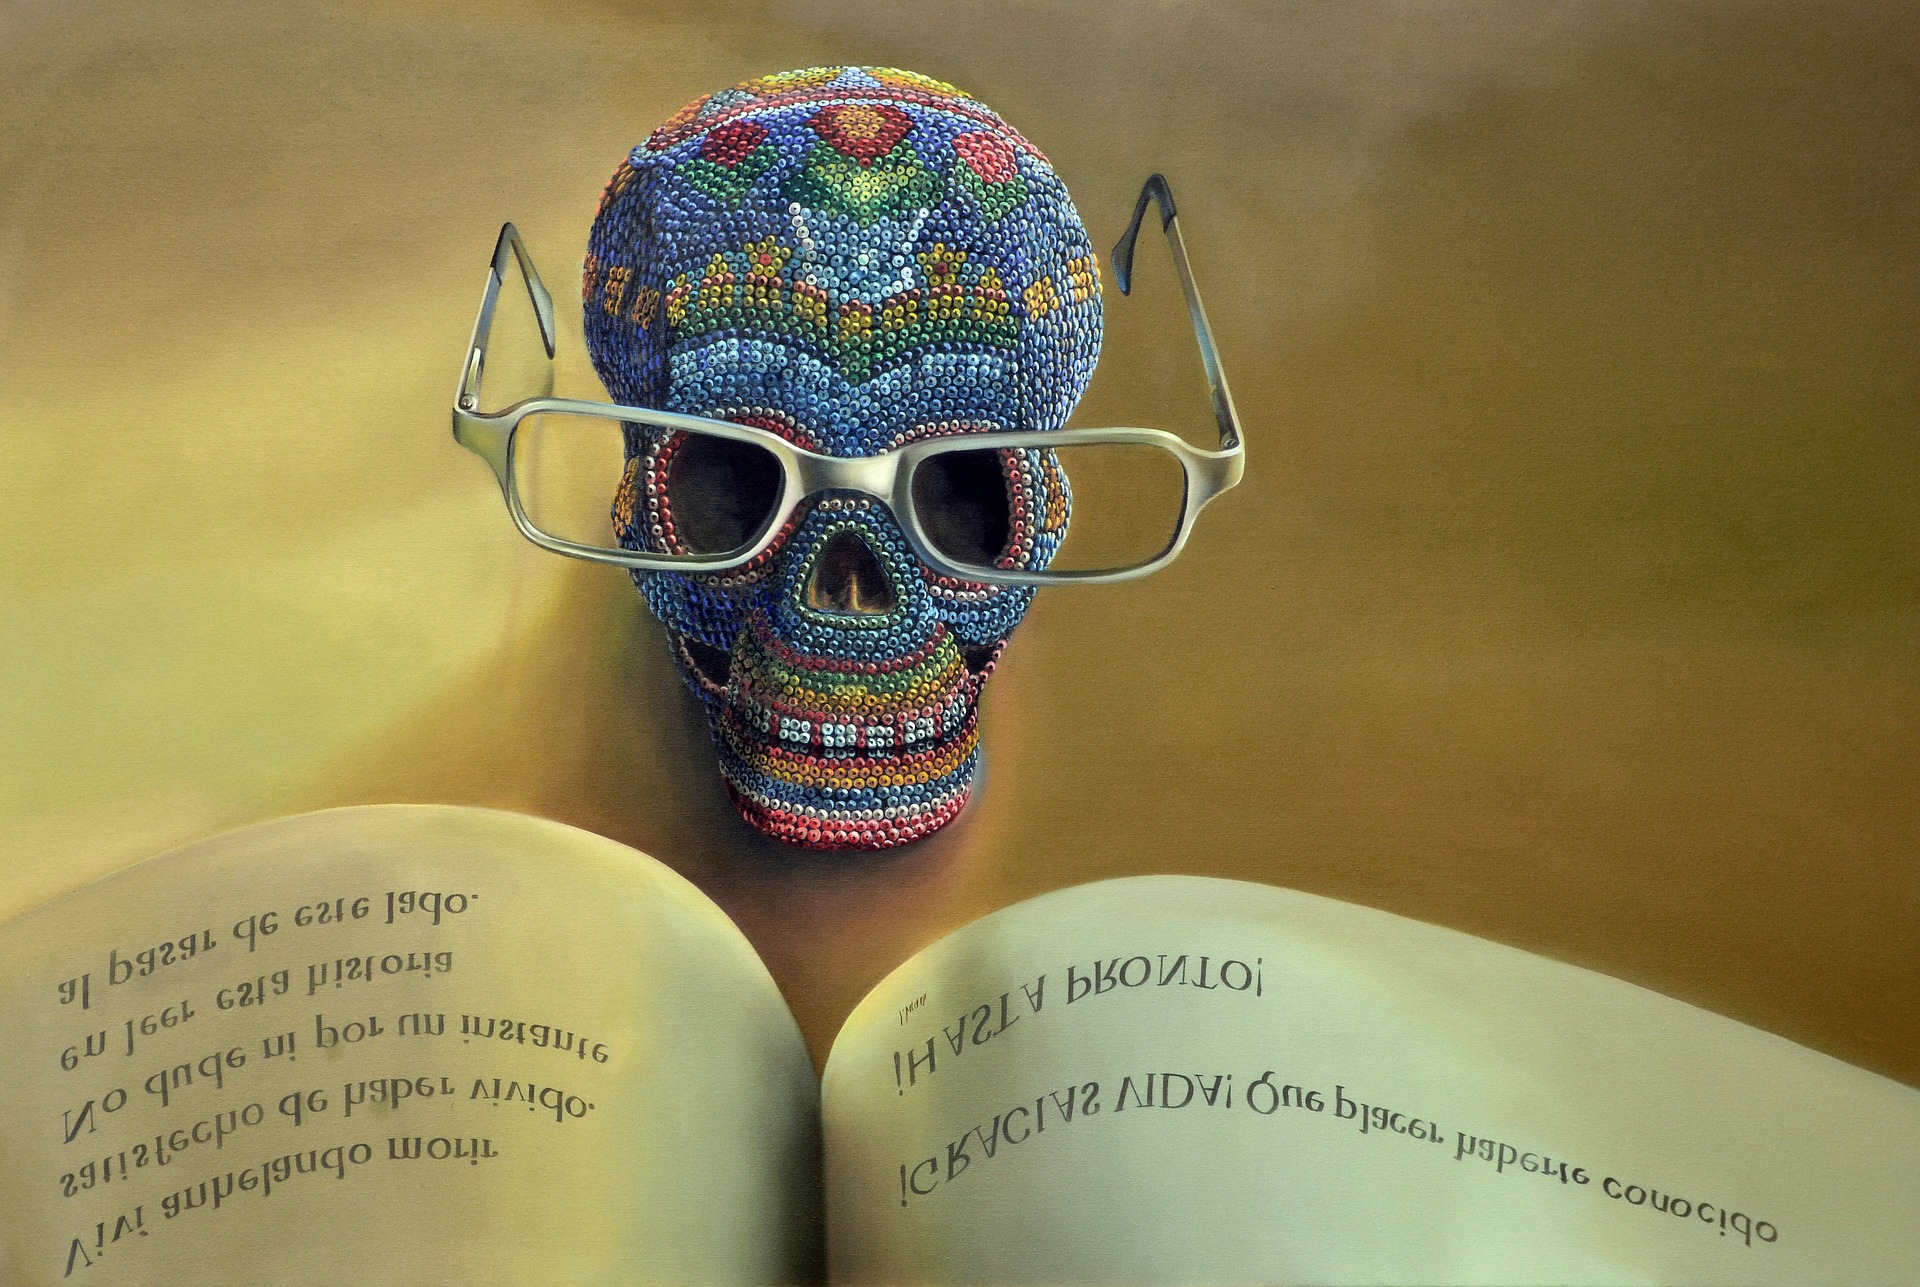 Viví anhelando morir
satisfecho de haber vivido.
No dude ni por un instante
en leer esta historia
al pasar de este lado.
¡GRACIAS VIDA! Que placer haberte conocido
¡HASTA PRONTO!